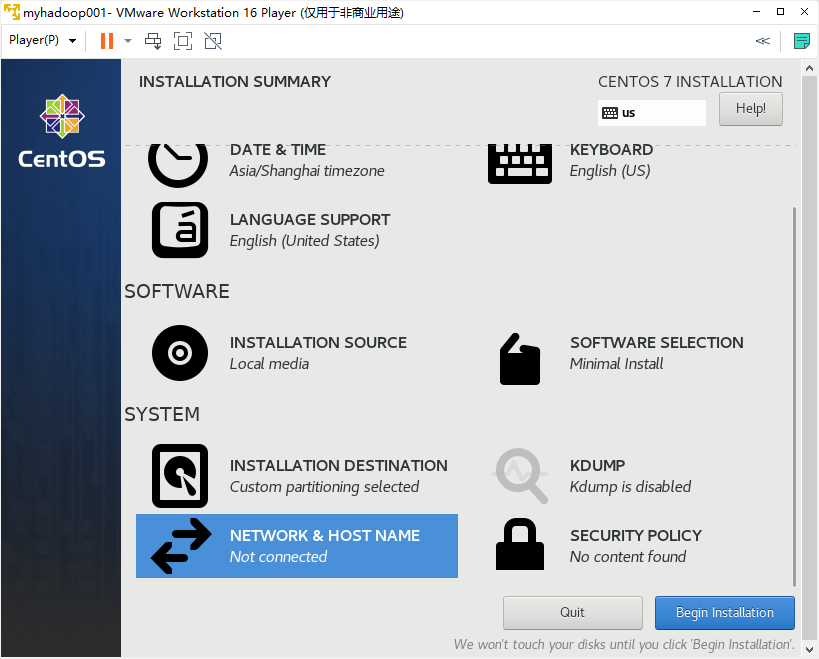 myhadoop001- VMware Workstation 16 Player (仅用于非商业用途)
Player(P)
CentOS
INSTALLATION SUMMARY
CENTOS 7 INSTALLATION
us
Help!
DATE & TIME
Asia/Shanghai timezone
KEYBOARD
English (US)
LANGUAGE SUPPORT
English (United States)
SOFTWARE
INSTALLATION SOURCE
Local media
SOFTWARE SELECTION
Minimal Install
SYSTEM
INSTALLATION DESTINATION
Custom partitioning selected
KDUMP
Kdump is disabled
NETWORK & HOST NAME
Not connected
SECURITY POLICY
No content found
Quit
Begin Installation
We won't touch your disks until you click 'Begin Installation'.